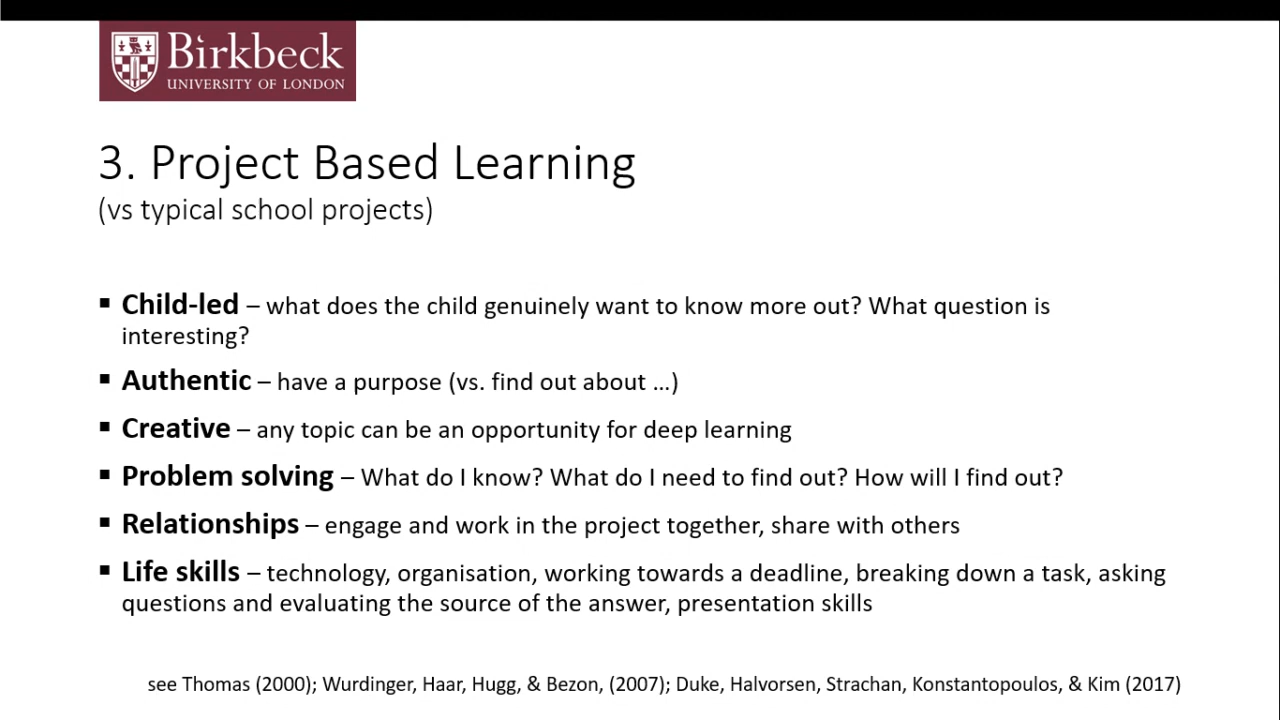 Birkbeck
UNIVERSITY OF LONDON
3. Project Based Learning
(vs typical school projects)
▪ Child-led – what does the child genuinely want to know more out? What question is
interesting?
▪ Authentic – have a purpose (vs. find out about …)
▪ Creative – any topic can be an opportunity for deep learning
▪ Problem solving – What do I know? What do I need to find out? How will I find out?
▪ Relationships – engage and work in the project together, share with others
▪ Life skills – technology, organisation, working towards a deadline, breaking down a task, asking
questions and evaluating the source of the answer, presentation skills
see Thomas (2000); Wurdinger, Haar, Hugg, & Bezon, (2007); Duke, Halvorsen, Strachan, Konstantopoulos, & Kim (2017)